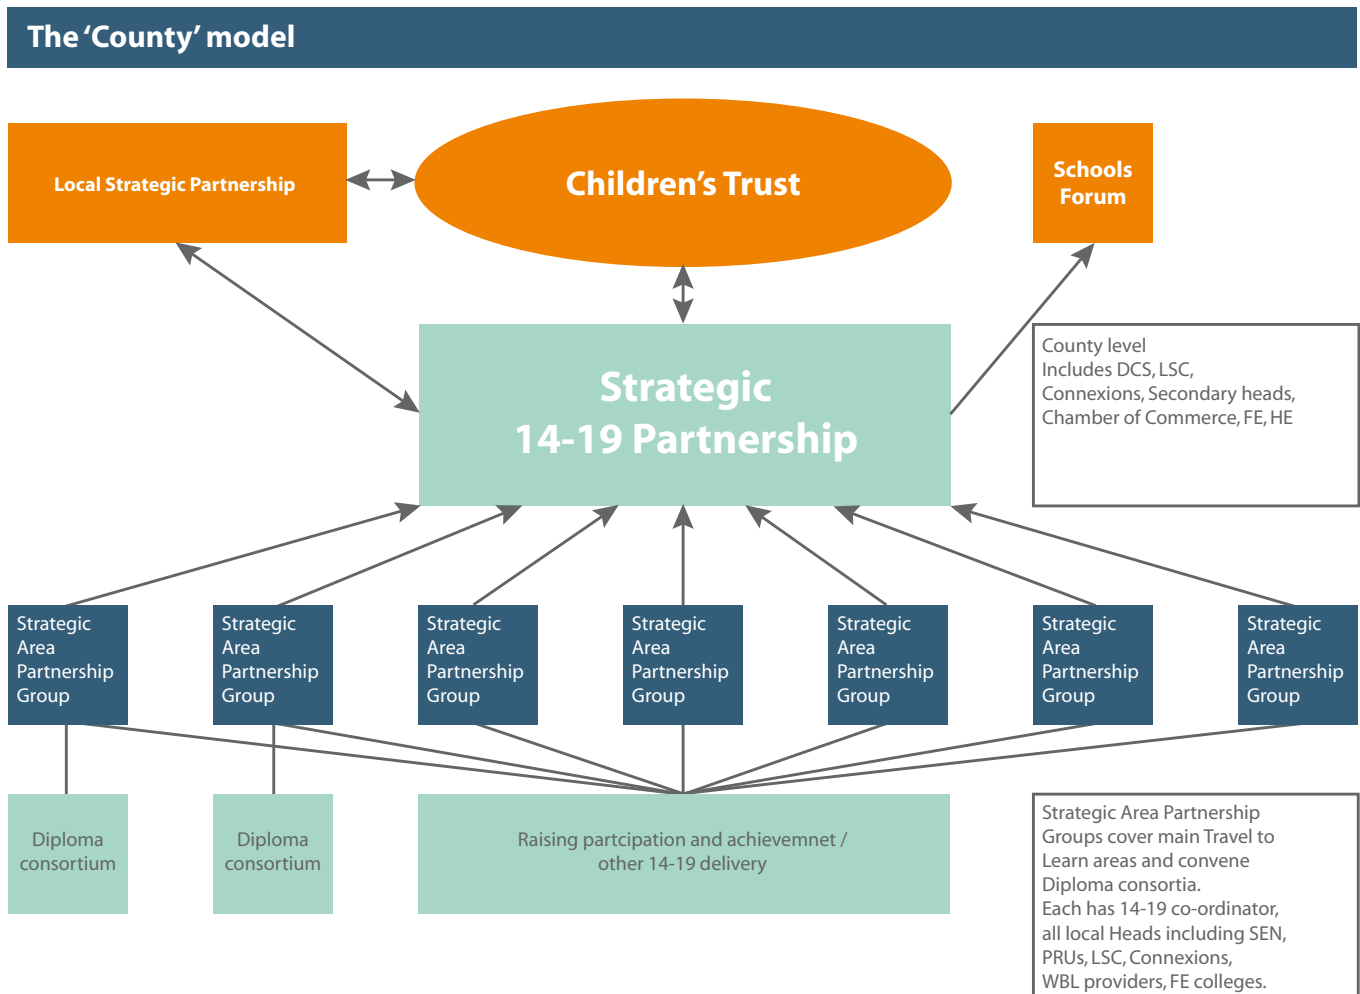 The ‘County’ model
Local Strategic Partnership
Children’s Trust
Schools
Forum
Strategic
14-19 Partnership
County level
Includes DCS, LSC,
Connexions, Secondary heads,
Chamber of Commerce, FE, HE
Strategic
Area
Partnership
Group
Strategic
Area
Partnership
Group
Strategic
Area
Partnership
Group
Strategic
Area
Partnership
Group
Strategic
Area
Partnership
Group
Strategic
Area
Partnership
Group
Strategic
Area
Partnership
Group
Diploma
consortium
Diploma
consortium
Raising partcipation and achievemnet /
other 14-19 delivery
Strategic Area Partnership
Groups cover main Travel to
Learn areas and convene
Diploma consortia.
Each has 14-19 co-ordinator,
all local Heads including SEN,
PRUs, LSC, Connexions,
WBL providers, FE colleges.